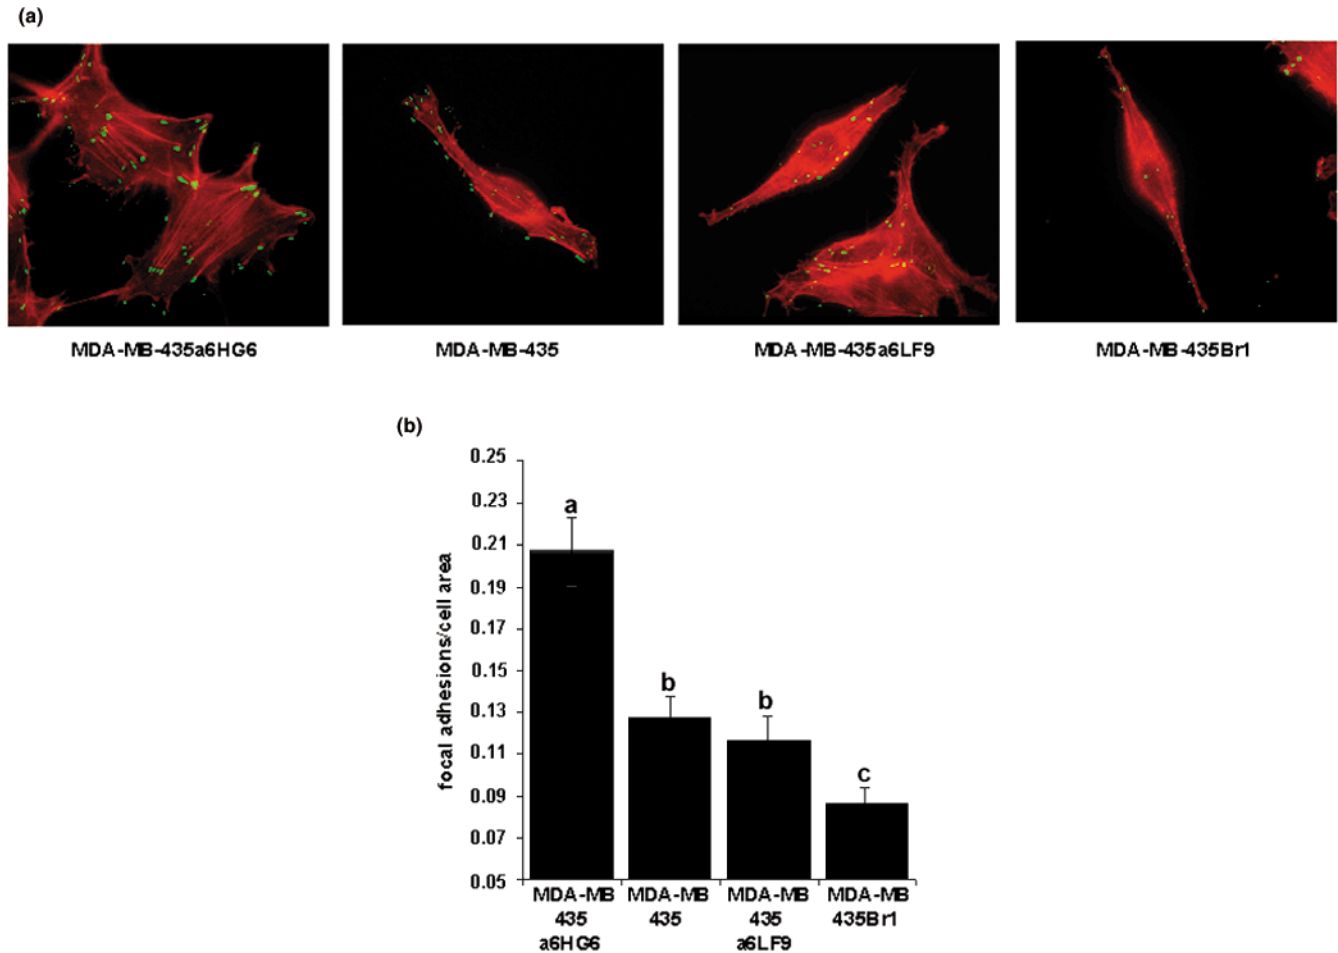 (a)
MDA-MB-435a6HG6
MDA-MB-435
MDA-MB-435a6LF9
MDA-MB-435Br1
(b)
focal adhesions/cell area
0.25
0.23
0.21
0.19
0.17
0.15
0.13
0.11
0.09
0.07
0.05
a
b
b
c
MDA-MB
435
a6HG6
MDA-MB
435
MDA-MB
435
a6LF9
MDA-MB
435Br1